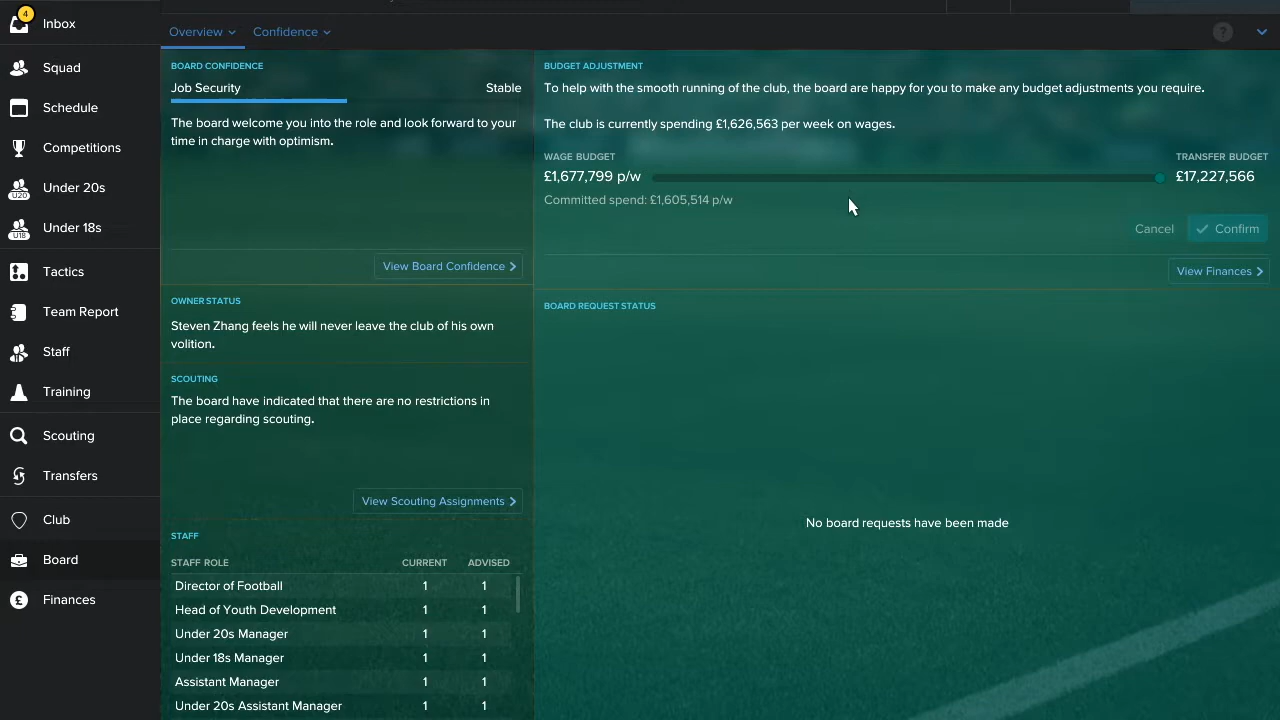 4
Inbox
Squad
Schedule
Competitions
U20
Under 20s
U18
Under 18s
Tactics
Team Report
Staff
Training
Scouting
Transfers
Club
Board
£
Finances
Overview
Confidence
?
BOARD CONFIDENCE
Job Security Stable
The board welcome you into the role and look forward to your
time in charge with optimism.
View Board Confidence
OWNER STATUS
Steven Zhang feels he will never leave the club of his own
volition.
SCOUTING
The board have indicated that there are no restrictions in
place regarding scouting.
View Scouting Assignments
STAFF
STAFF ROLE CURRENT ADVISED
Director of Football 1 1
Head of Youth Development 1 1
Under 20s Manager 1 1
Under 18s Manager 1 1
Assistant Manager 1 1
Under 20s Assistant Manager 1 1
BUDGET ADJUSTMENT
To help with the smooth running of the club, the board are happy for you to make any budget adjustments you require.
The club is currently spending £1,626,563 per week on wages.
WAGE BUDGET TRANSFER BUDGET
£1,677,799 p/w £17,227,566
Committed spend: £1,605,514 p/w
Cancel Confirm
View Finances
BOARD REQUEST STATUS
No board requests have been made